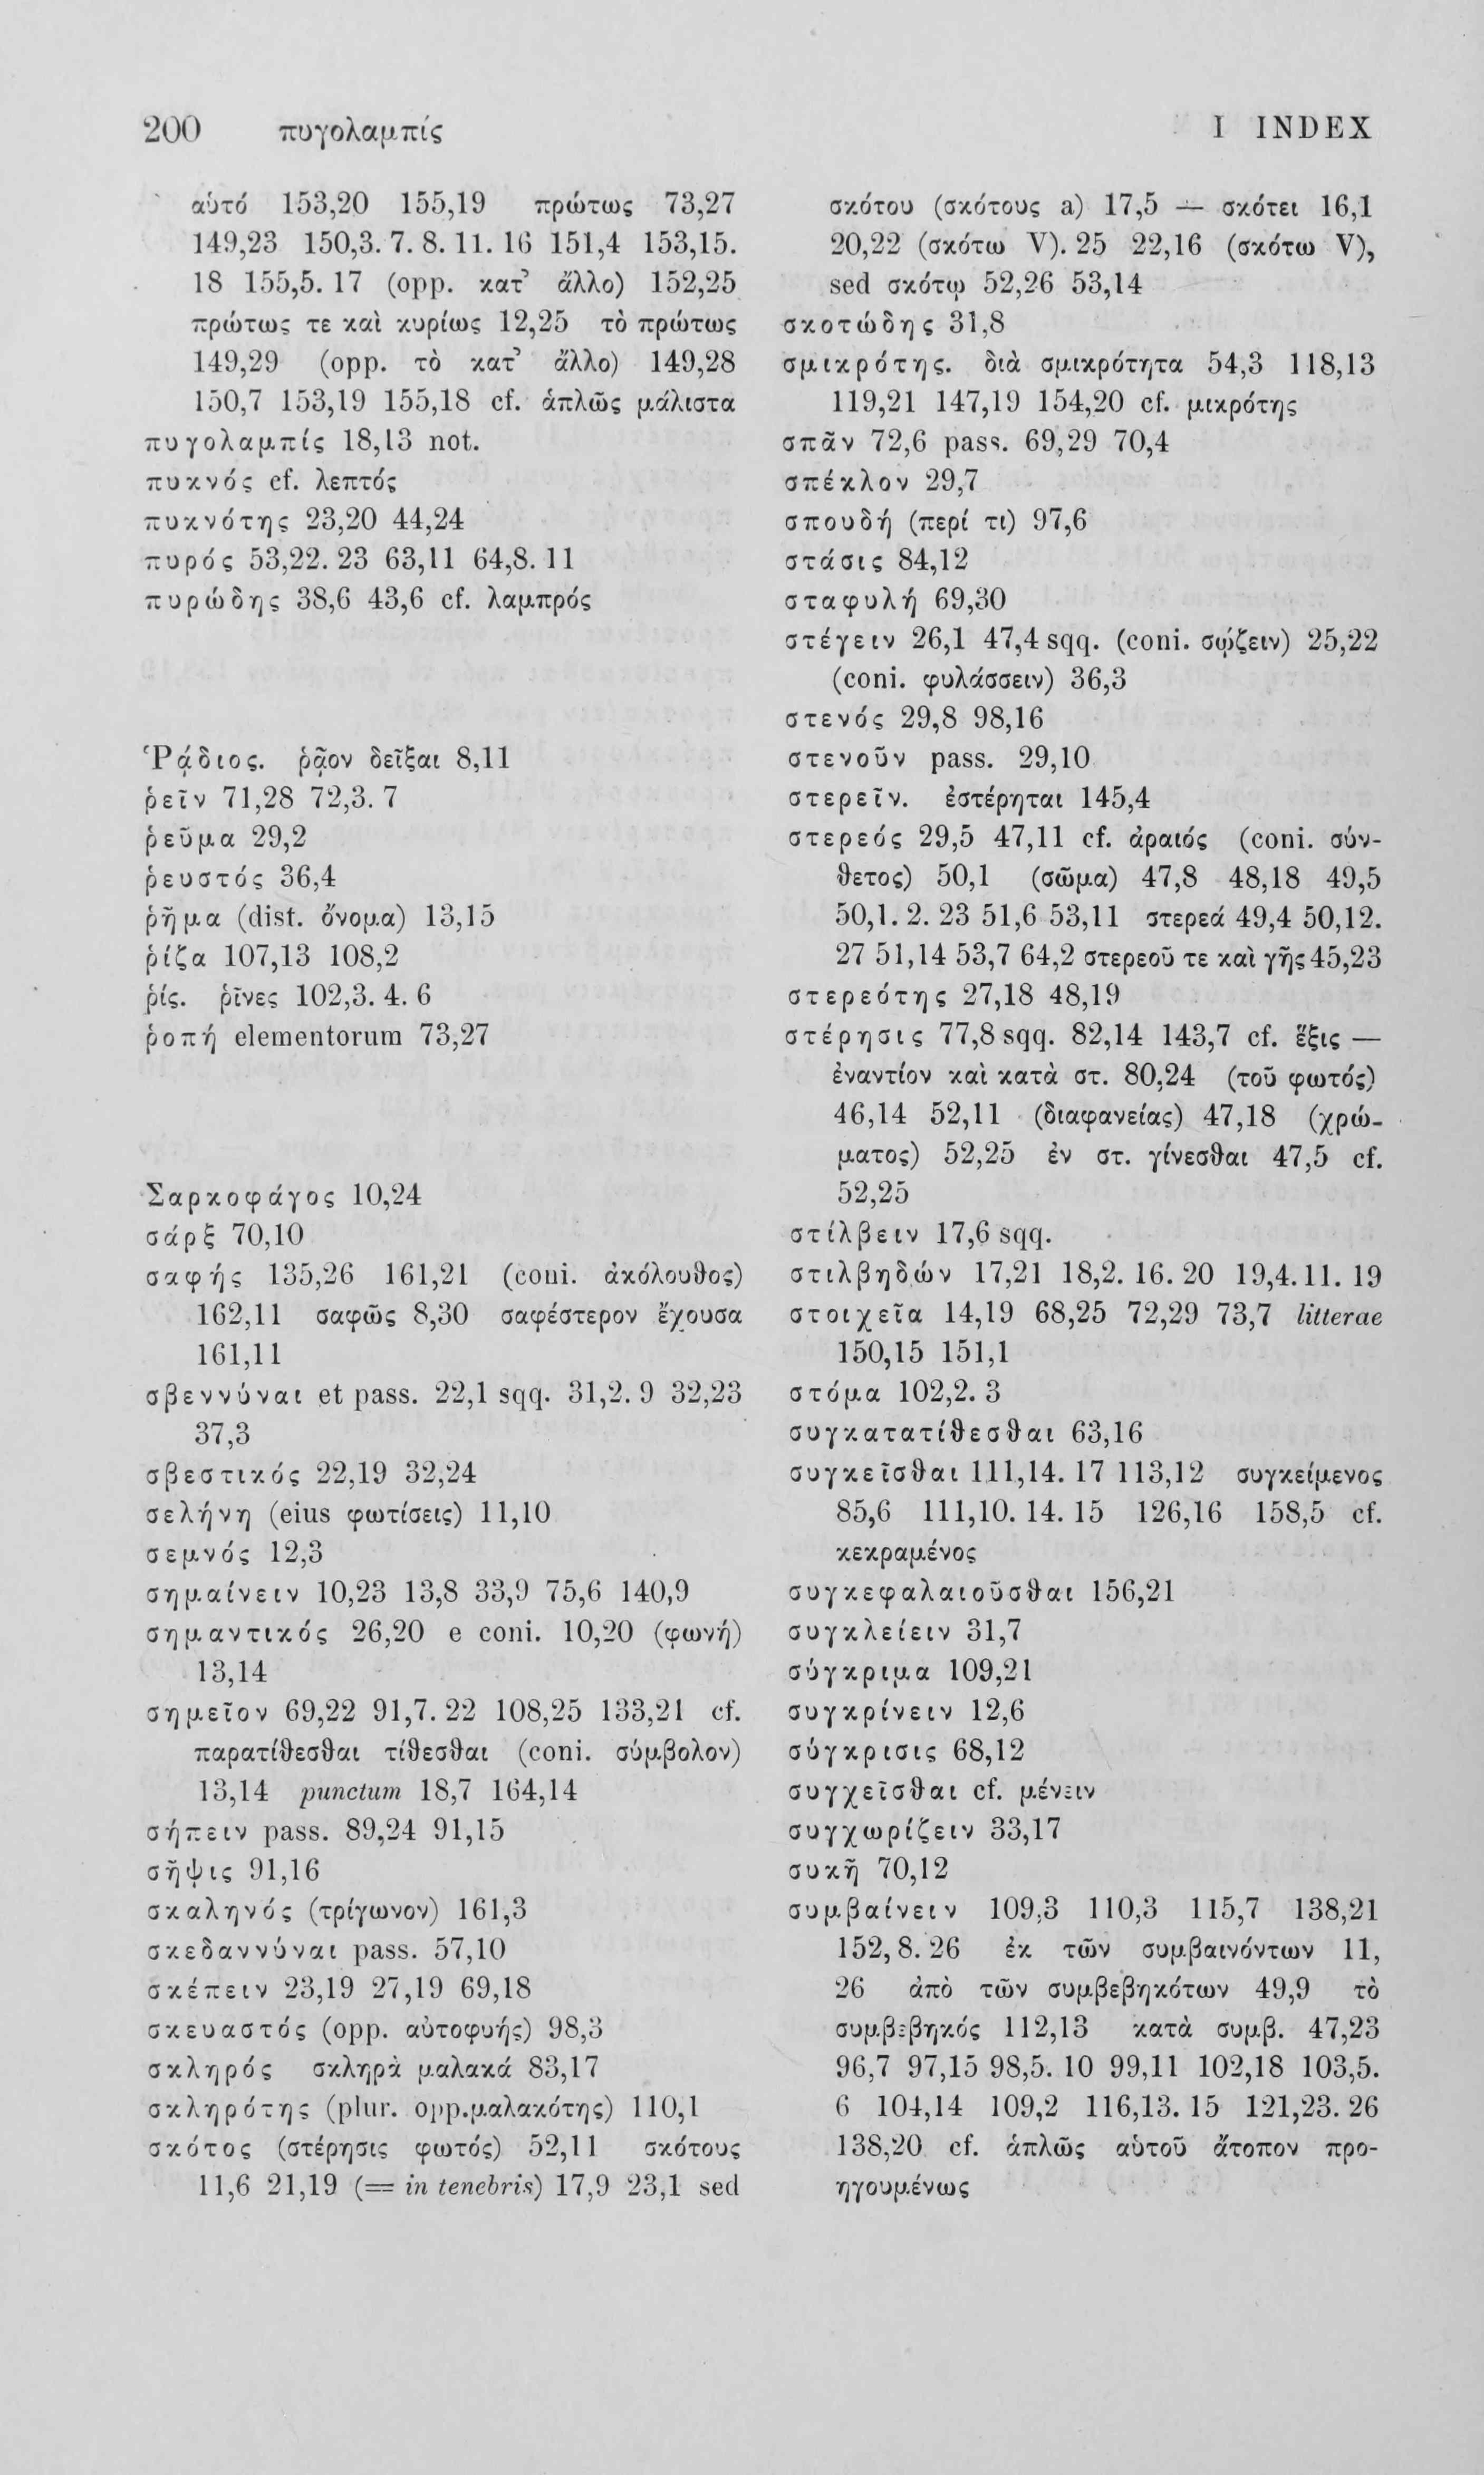 200 πυγολαμπίς I INDEX
αὑτό 153,20 155,19 πρώτως 73,27
149,23 150,3. 7. 8. 11. 16 151,4 153,15.
18 155,5. 17 (opp. κατ’ ἄλλο) 152,25
πρώτως τε καὶ κυρίως 12,25 τὸ πρώτως
149,29 (opp. τὸ κατ’ ἄλλο) 149,28
150,7 153,19 155,18 cf. ἁπλῶς μάλιστα
πυγολαμπίς 18,13 not.
πυκνός cf. λεπτός
πυκνότης 23,20 44,24
πυρός 53,22. 23 63,11 64,8. 11
πυρώδης 38,6 43,6 cf. λαμπρός
Ῥᾴδιος. ῥᾷον δεῖξαι 8,11
ῥεῖν 71,28 72,3. 7
ῥεῦμα 29,2
ῥευστός 36,4
ῥῆμα (dist. ὄνομα) 13,15
ῥίζα 107,13 108,2
ῥίς. ῥῖνες 102,3. 4. 6
ῥοπή elementorum 73,27
Σαρκοφάγος 10,24
σάρξ 70,10
σαφής 135,26 161,21 (coni. ἀκόλουθος)
162,11 σαφῶς 8,30 σαφέστερον ἔχουσα
161,11
σβεννύναι et pass. 22,1 sqq. 31,2. 9 32,23
37,3
σβεστικός 22,19 32,24
σελήνη (eius φωτίσεις) 11,10
σεμνός 12,3
σημαίνειν 10,23 13,8 33,9 75,6 140,9
σημαντικός 26,20 e coni. 10,20 (φωνή)
13,14
σημεῖον 69,22 91,7. 22 108,25 133,21 cf.
παρατίθεσθαι τίθεσθαι (coni. σύμβολον)
13,14 punctum 18,7 164,14
σήπειν pass. 89,24 91,15
σῆψις 91,16
σκαληνός (τρίγωνον) 161,3
σκεδαννύναι pass. 57,10
σκέπειν 23,19 27,19 69,18
σκευαστός (opp. αὐτοφυής) 98,3
σκληρός σκληρὰ μαλακά 83,17
σκληρότης (plur. opp. μαλακότης) 110,1
σκότος (στέρησις φωτός) 52,11 σκότους
11,6 21,19 (= in tenebris) 17,9 23,1 sed
σκότου (σκότους a) 17,5 — σκότει 16,1
20,22 (σκότω V). 25 22,16 (σκότω V),
sed σκότῳ 52,26 53,14
σκοτώδης 31,8
σμικρότης. διὰ σμικρότητα 54,3 118,13
119,21 147,19 154,20 cf. μικρότης
σπᾶν 72,6 pass. 69,29 70,4
σπέκλον 29,7
σπουδή (περί τι) 97,6
στάσις 84,12
σταφυλή 69,30
στέγειν 26,1 47,4 sqq. (coni. σῴζειν) 25,22
(coni. φυλάσσειν) 36,3
στενός 29,8 98,16
στενοῦν pass. 29,10
στερεῖν. ἐστέρηται 145,4
στερεός 29,5 47,11 cf. ἀραιός (coni. σύν-
θετος) 50,1 (σῶμα) 47,8 48,18 49,5
50,1. 2. 23 51,6 53,11 στερεά 49,4 50,12.
27 51,14 53,7 64,2 στερεοῦ τε καὶ γῆς 45,23
στερεότης 27,18 48,19
στέρησις 77,8 sqq. 82,14 143,7 cf. ἕξις —
ἐναντίον καὶ κατὰ στ. 80,24 (τοῦ φωτός)
46,14 52,11 (διαφανείας) 47,18 (χρώ-
ματος) 52,25 ἐν στ. γίνεσθαι 47,5 cf.
52,25
στίλβειν 17,6 sqq.
στιλβηδών 17,21 18,2. 16. 20 19,4. 11. 19
στοιχεῖα 14,19 68,25 72,29 73,7 litterae
150,15 151,1
στόμα 102,2. 3
συγκατατίθεσθαι 63,16
συγκεῖσθαι 111,14. 17 113,12 συγκείμενος
85,6 111,10. 14. 15 126,16 158,5 cf.
κεκραμένος
συγκεφαλαιοῦσθαι 156,21
συγκλείειν 31,7
σύγκριμα 109,21
συγκρίνειν 12,6
σύγκρισις 68,12
συγχεῖσθαι cf. μένειν
συγχωρίζειν 33,17
συκῆ 70,12
συμβαίνειν 109,3 110,3 115,7 138,21
152, 8. 26 ἐκ τῶν συμβαινόντων 11,
26 ἀπὸ τῶν συμβεβηκότων 49,9 τὸ
συμβεβηκός 112,13 κατὰ συμβ. 47,23
96,7 97,15 98,5. 10 99,11 102,18 103,5.
6 104,14 109,2 116,13. 15 121,23. 26
138,20 cf. ἁπλῶς αὑτοῦ ἄτοπον προ-
ηγουμένως